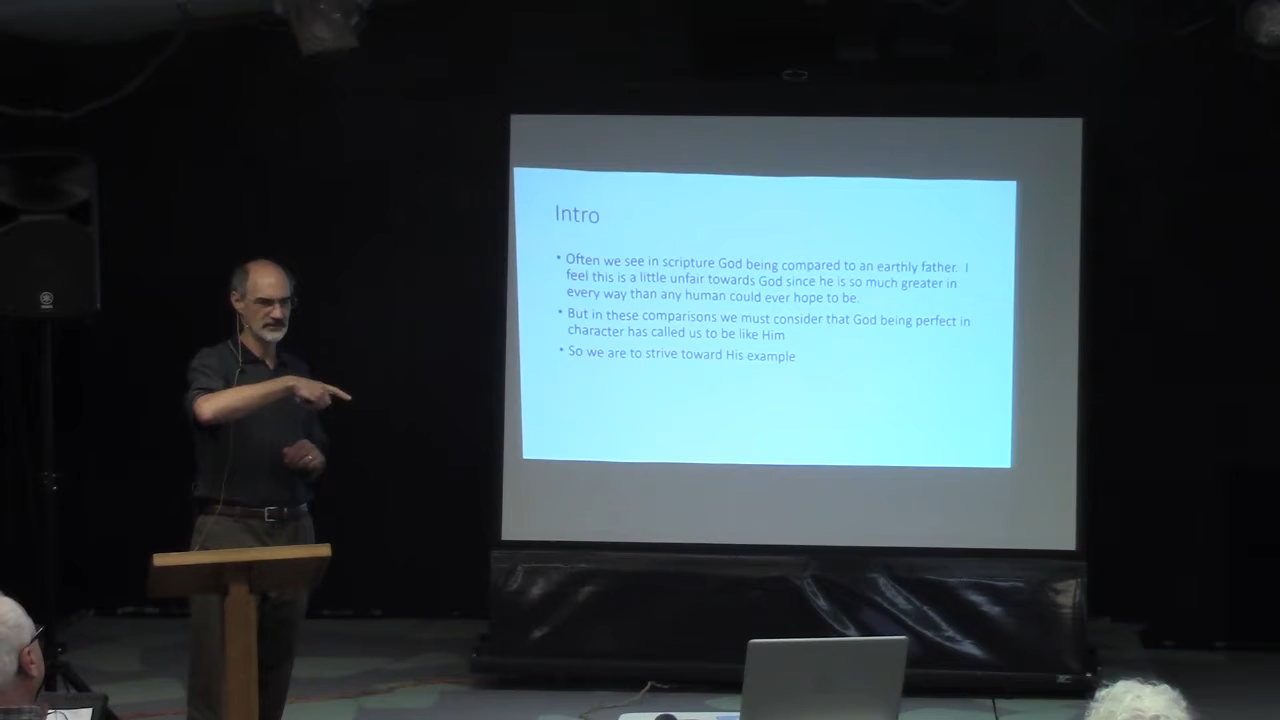 Intro
• Often we see in scripture God being compared to an earthly father.  I
feel this is a little unfair towards God since he is so much greater in
every way than any human could ever hope to be.
• But in these comparisons we must consider that God being perfect in
character has called us to be like Him
• So we are to strive toward His example